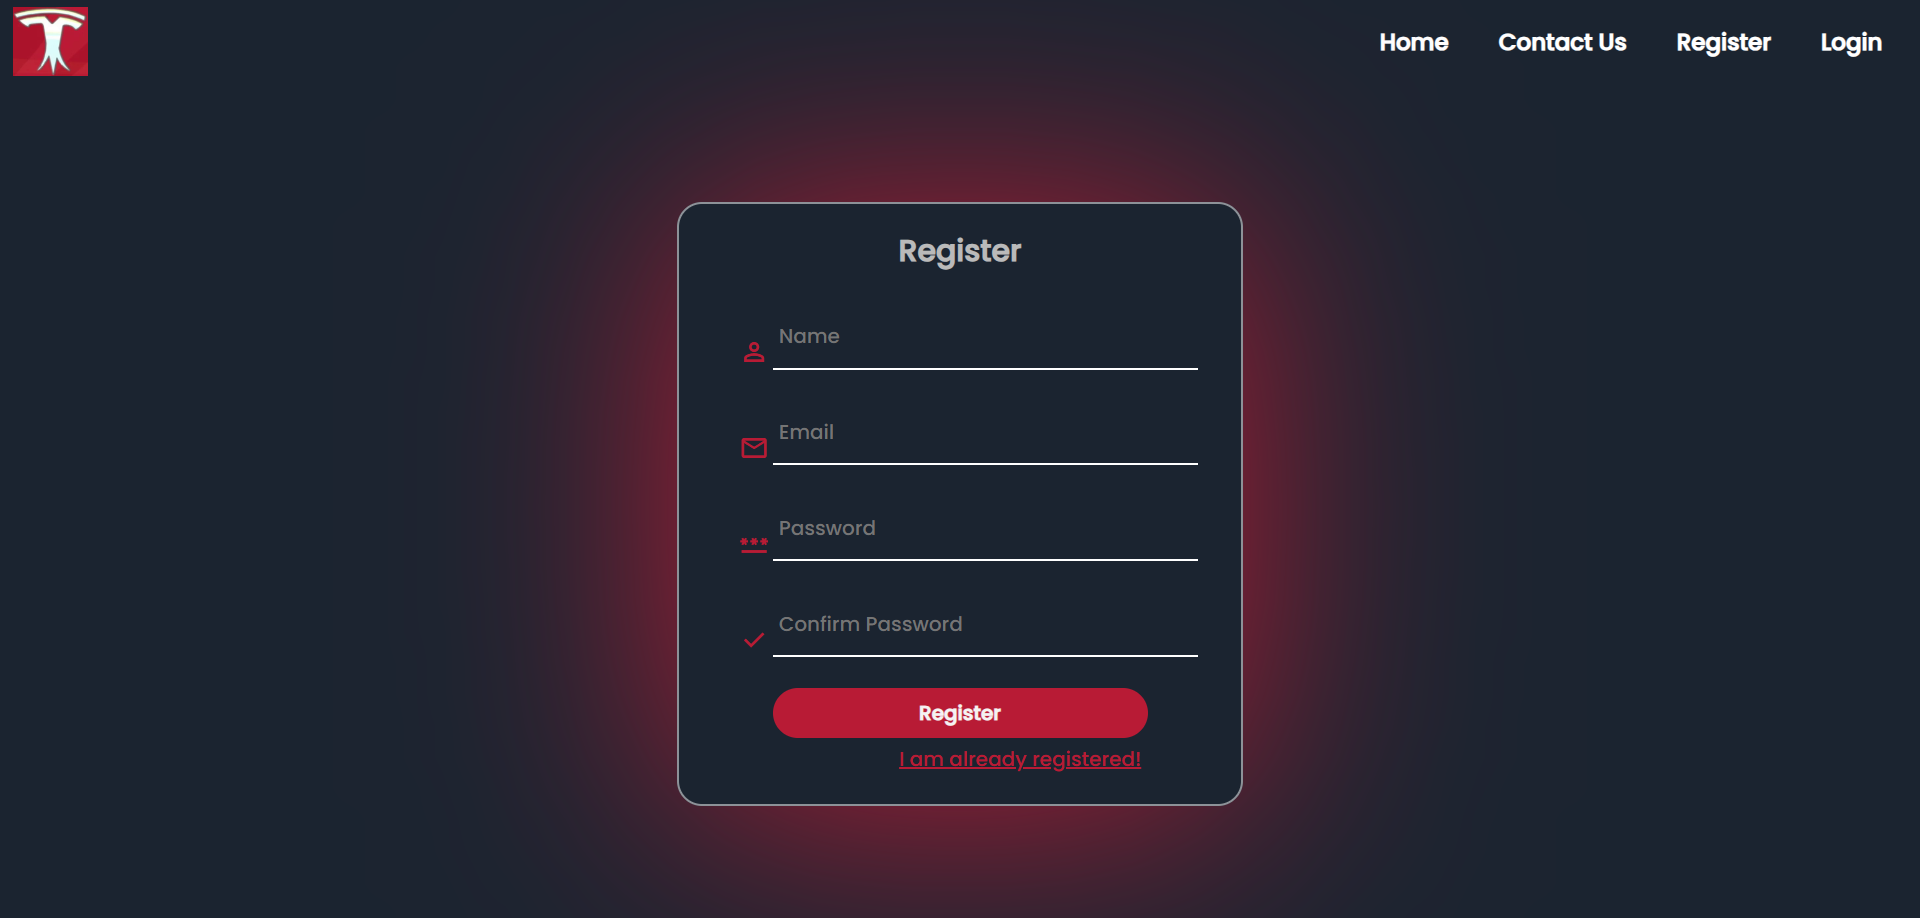 Home Contact Us Register Login
Register
Name
Email
Password
Confirm Password
Register
I am already registered!